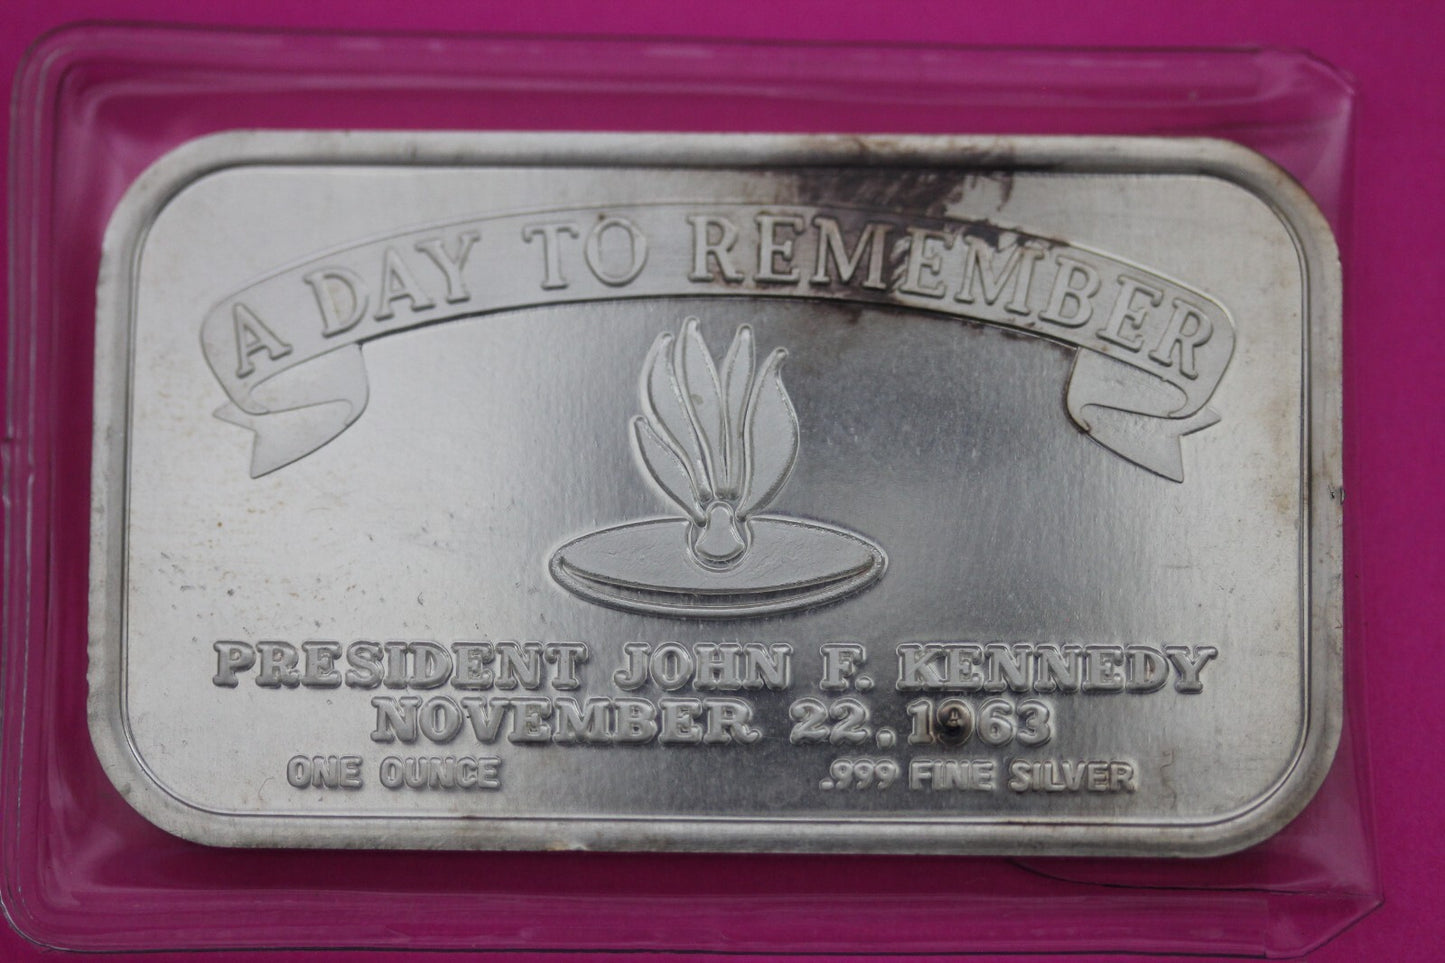 A DAY TO REMEMBER
PRESIDENT JOHN F. KENNEDY
NOVEMBER 22, 1963
ONE OUNCE .999 FINE SILVER